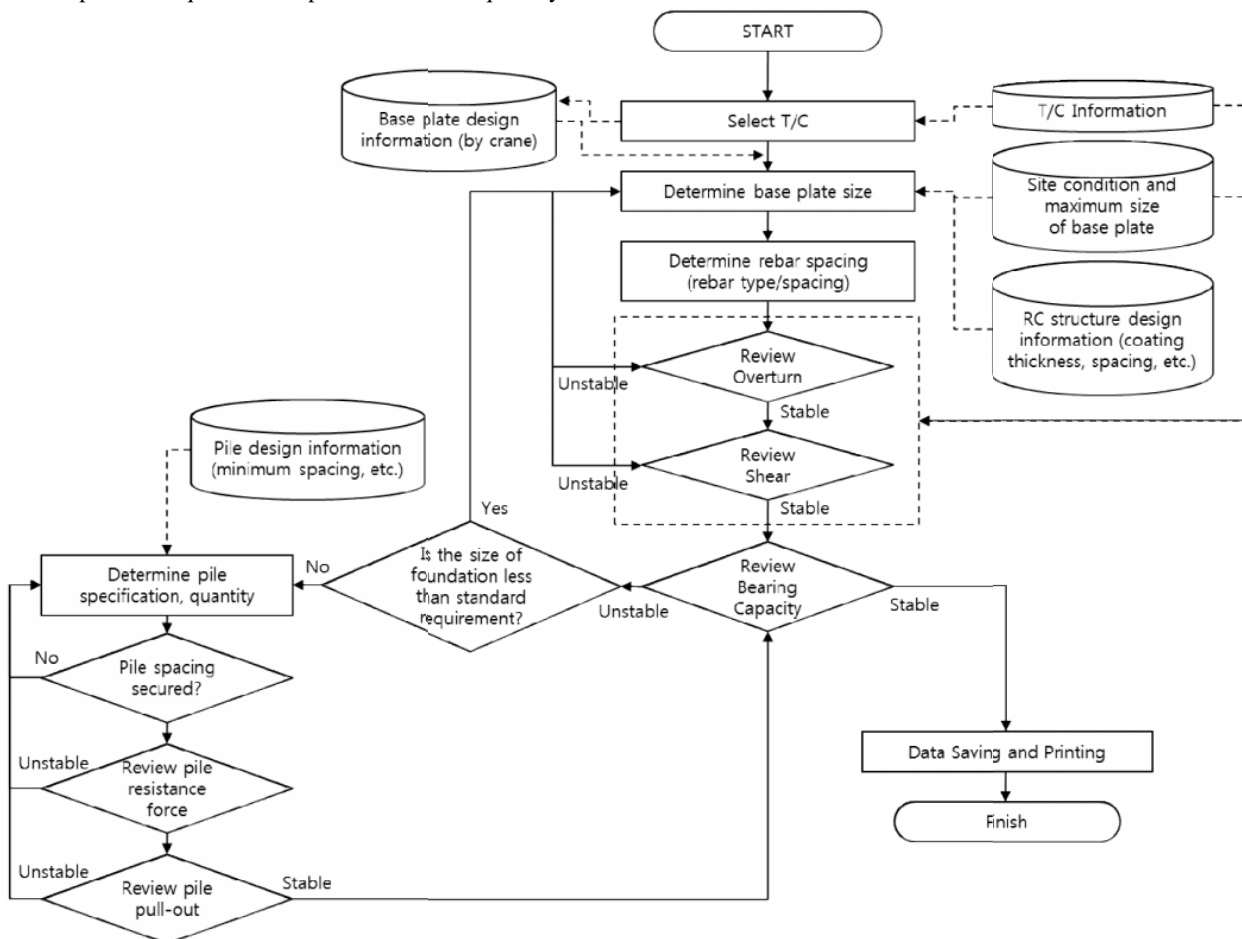 START
Base plate design
information (by crane)
Select T/C
T/C Information
Determine base plate size
Site condition and
maximum size
of base plate
Determine rebar spacing
(rebar type/spacing)
RC structure design
information (coating
thickness, spacing, etc.)
Review
Overturn
Unstable
Stable
Pile design information
(minimum spacing, etc.)
Review
Shear
Unstable
Stable
Yes
Is the size of
foundation less
than standard
requirement?
No
Review
Bearing
Capacity
Unstable
Stable
Determine pile
specification, quantity
No
Pile spacing
secured?
Unstable
Review pile
resistance
force
Data Saving and Printing
Finish
Unstable
Review pile
pull-out
Stable